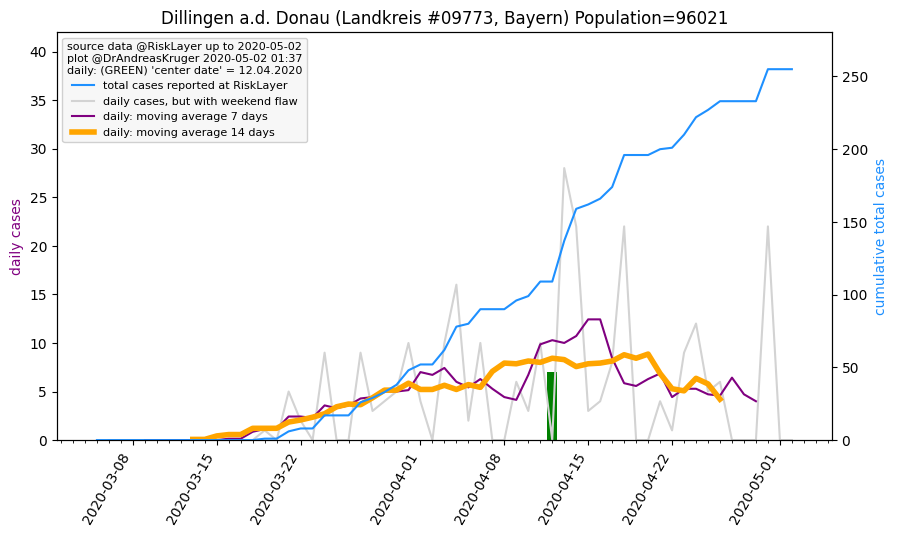 Dillingen a.d. Donau (Landkreis #09773, Bayern) Population=96021
source data @RiskLayer up to 2020-05-02
plot @DrAndreasKruger 2020-05-02 01:37
daily: (GREEN) 'center date' = 12.04.2020
total cases reported at RiskLayer
daily cases, but with weekend flaw
daily: moving average 7 days
daily: moving average 14 days
daily cases
40
35
30
25
20
15
10
5
0
250
200
150
100
50
0
cumulative total cases
2020-03-08
2020-03-15
2020-03-22
2020-04-01
2020-04-08
2020-04-15
2020-04-22
2020-05-01